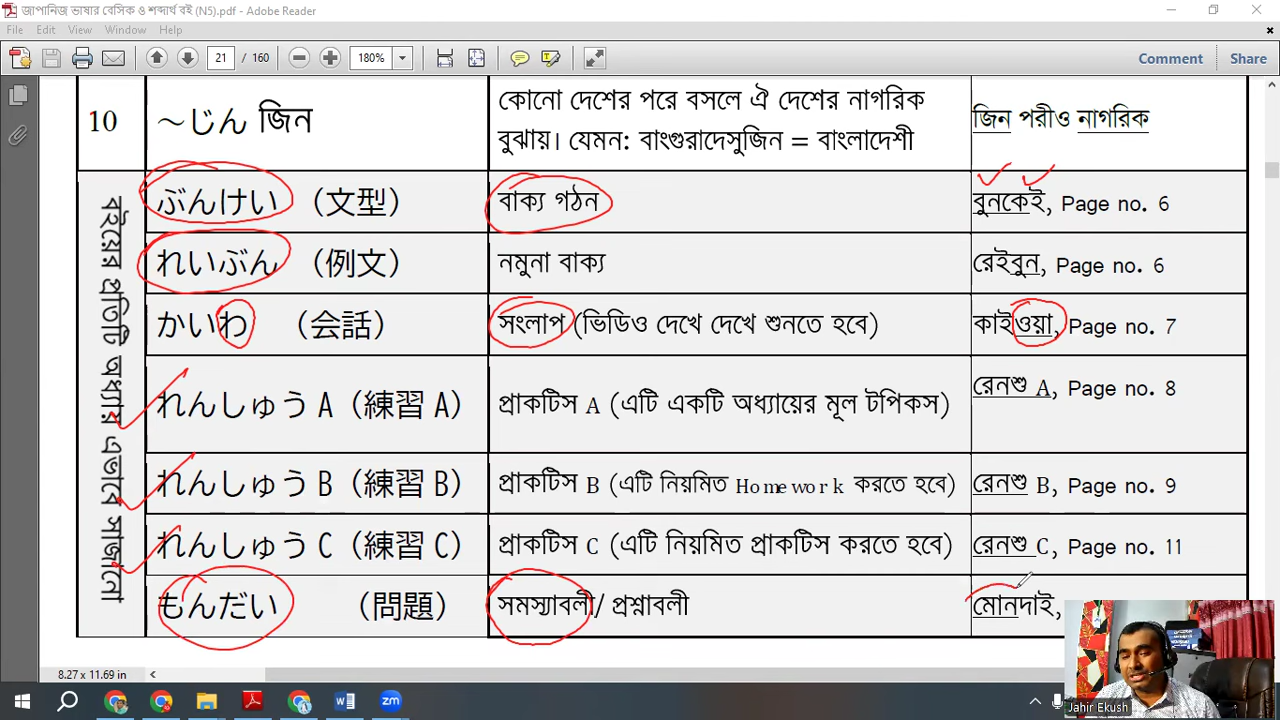 জাপানিজ ভাষার বেসিক ও শব্দার্থ বই (N5).pdf - Adobe Reader
File Edit View Window Help
21 / 160 180% Comment Share
10 ～じん জিন কোনো দেশের পরে বসলে ঐ দেশের নাগরিক বুঝায়। যেমন: বাংগুরাদেসুজিন = বাংলাদেশী জিন পরীও নাগরিক
বইয়ের প্রতিটি অধ্যায় এভাবে সাজানো
ぶんけい （文型） বাক্য গঠন বুনকেই, Page no. 6
れいぶん （例文） নমুনা বাক্য রেইবুন, Page no. 6
かいわ （会話） সংলাপ (ভিডিও দেখে দেখে শুনতে হবে) কাইওয়া, Page no. 7
れんしゅう A（練習 A） প্রাকটিস A (এটি একটি অধ্যায়ের মূল টপিকস) রেনশু A, Page no. 8
れんしゅう B（練習 B） প্রাকটিস B (এটি নিয়মিত Homework করতে হবে) রেনশু B, Page no. 9
れんしゅう C（練習 C） প্রাকটিস C (এটি নিয়মিত প্রাকটিস করতে হবে) রেনশু C, Page no. 11
もんだい （問題） সমস্যাবলী/ প্রশ্নাবলী মোনদাই,
8.27 x 11.69 in
Jahir Ekush